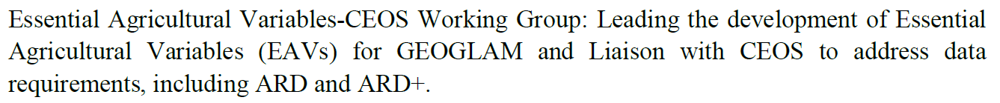 Essential Agricultural Variables-CEOS Working Group: Leading the development of Essential
Agricultural Variables (EAVs) for GEOGLAM and Liaison with CEOS to address data
requirements, including ARD and ARD+.